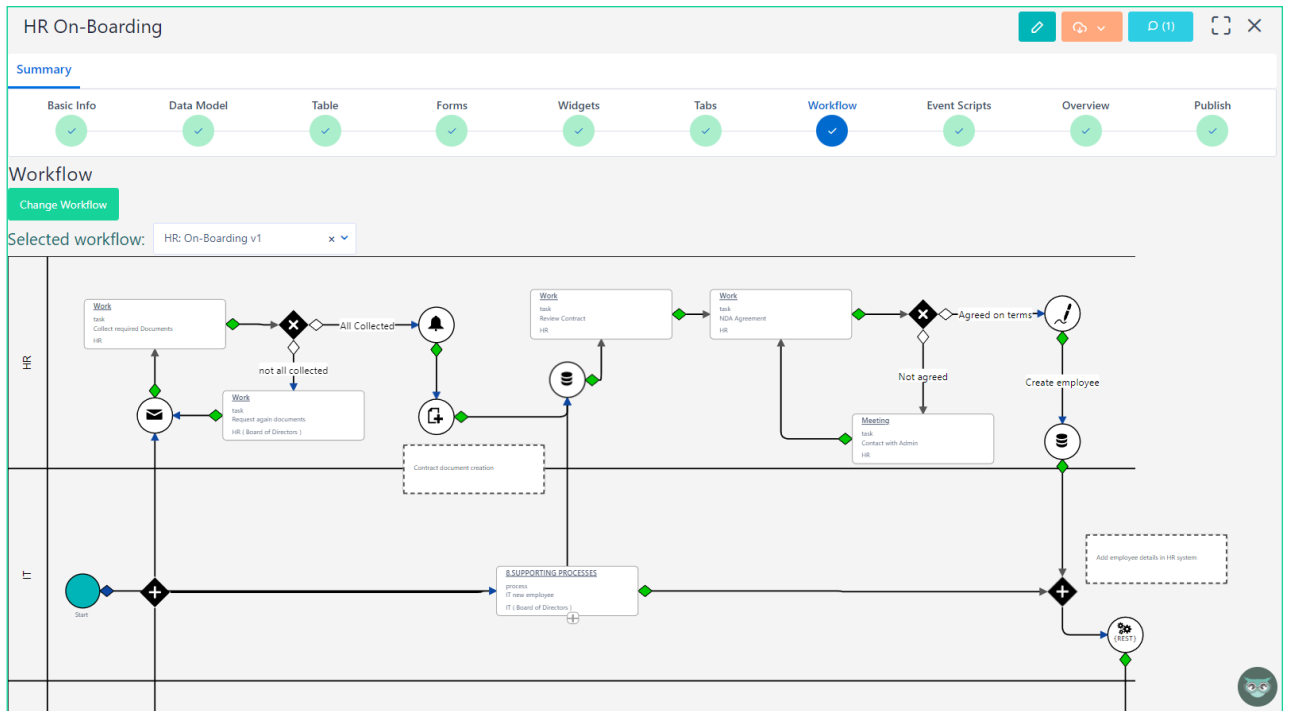 HR On-Boarding
(1)
Summary
Basic Info
Data Model
Table
Forms
Widgets
Tabs
Workflow
Event Scripts
Overview
Publish
Workflow
Change Workflow
Selected workflow:
HR: On-Boarding v1
HR
Work
task
Collect required Documents
HR
All Collected
not all collected
Work
task
Request again documents
HR ( Board of Directors )
Contract document creation
Work
task
Review Contract
HR
Work
task
NDA Agreement
HR
Agreed on terms
Not agreed
Create employee
Meeting
task
Contact with Admin
HR
IT
Start
8.SUPPORTING PROCESSES
process
IT new employee
IT ( Board of Directors )
Add employee details in HR system
{REST}